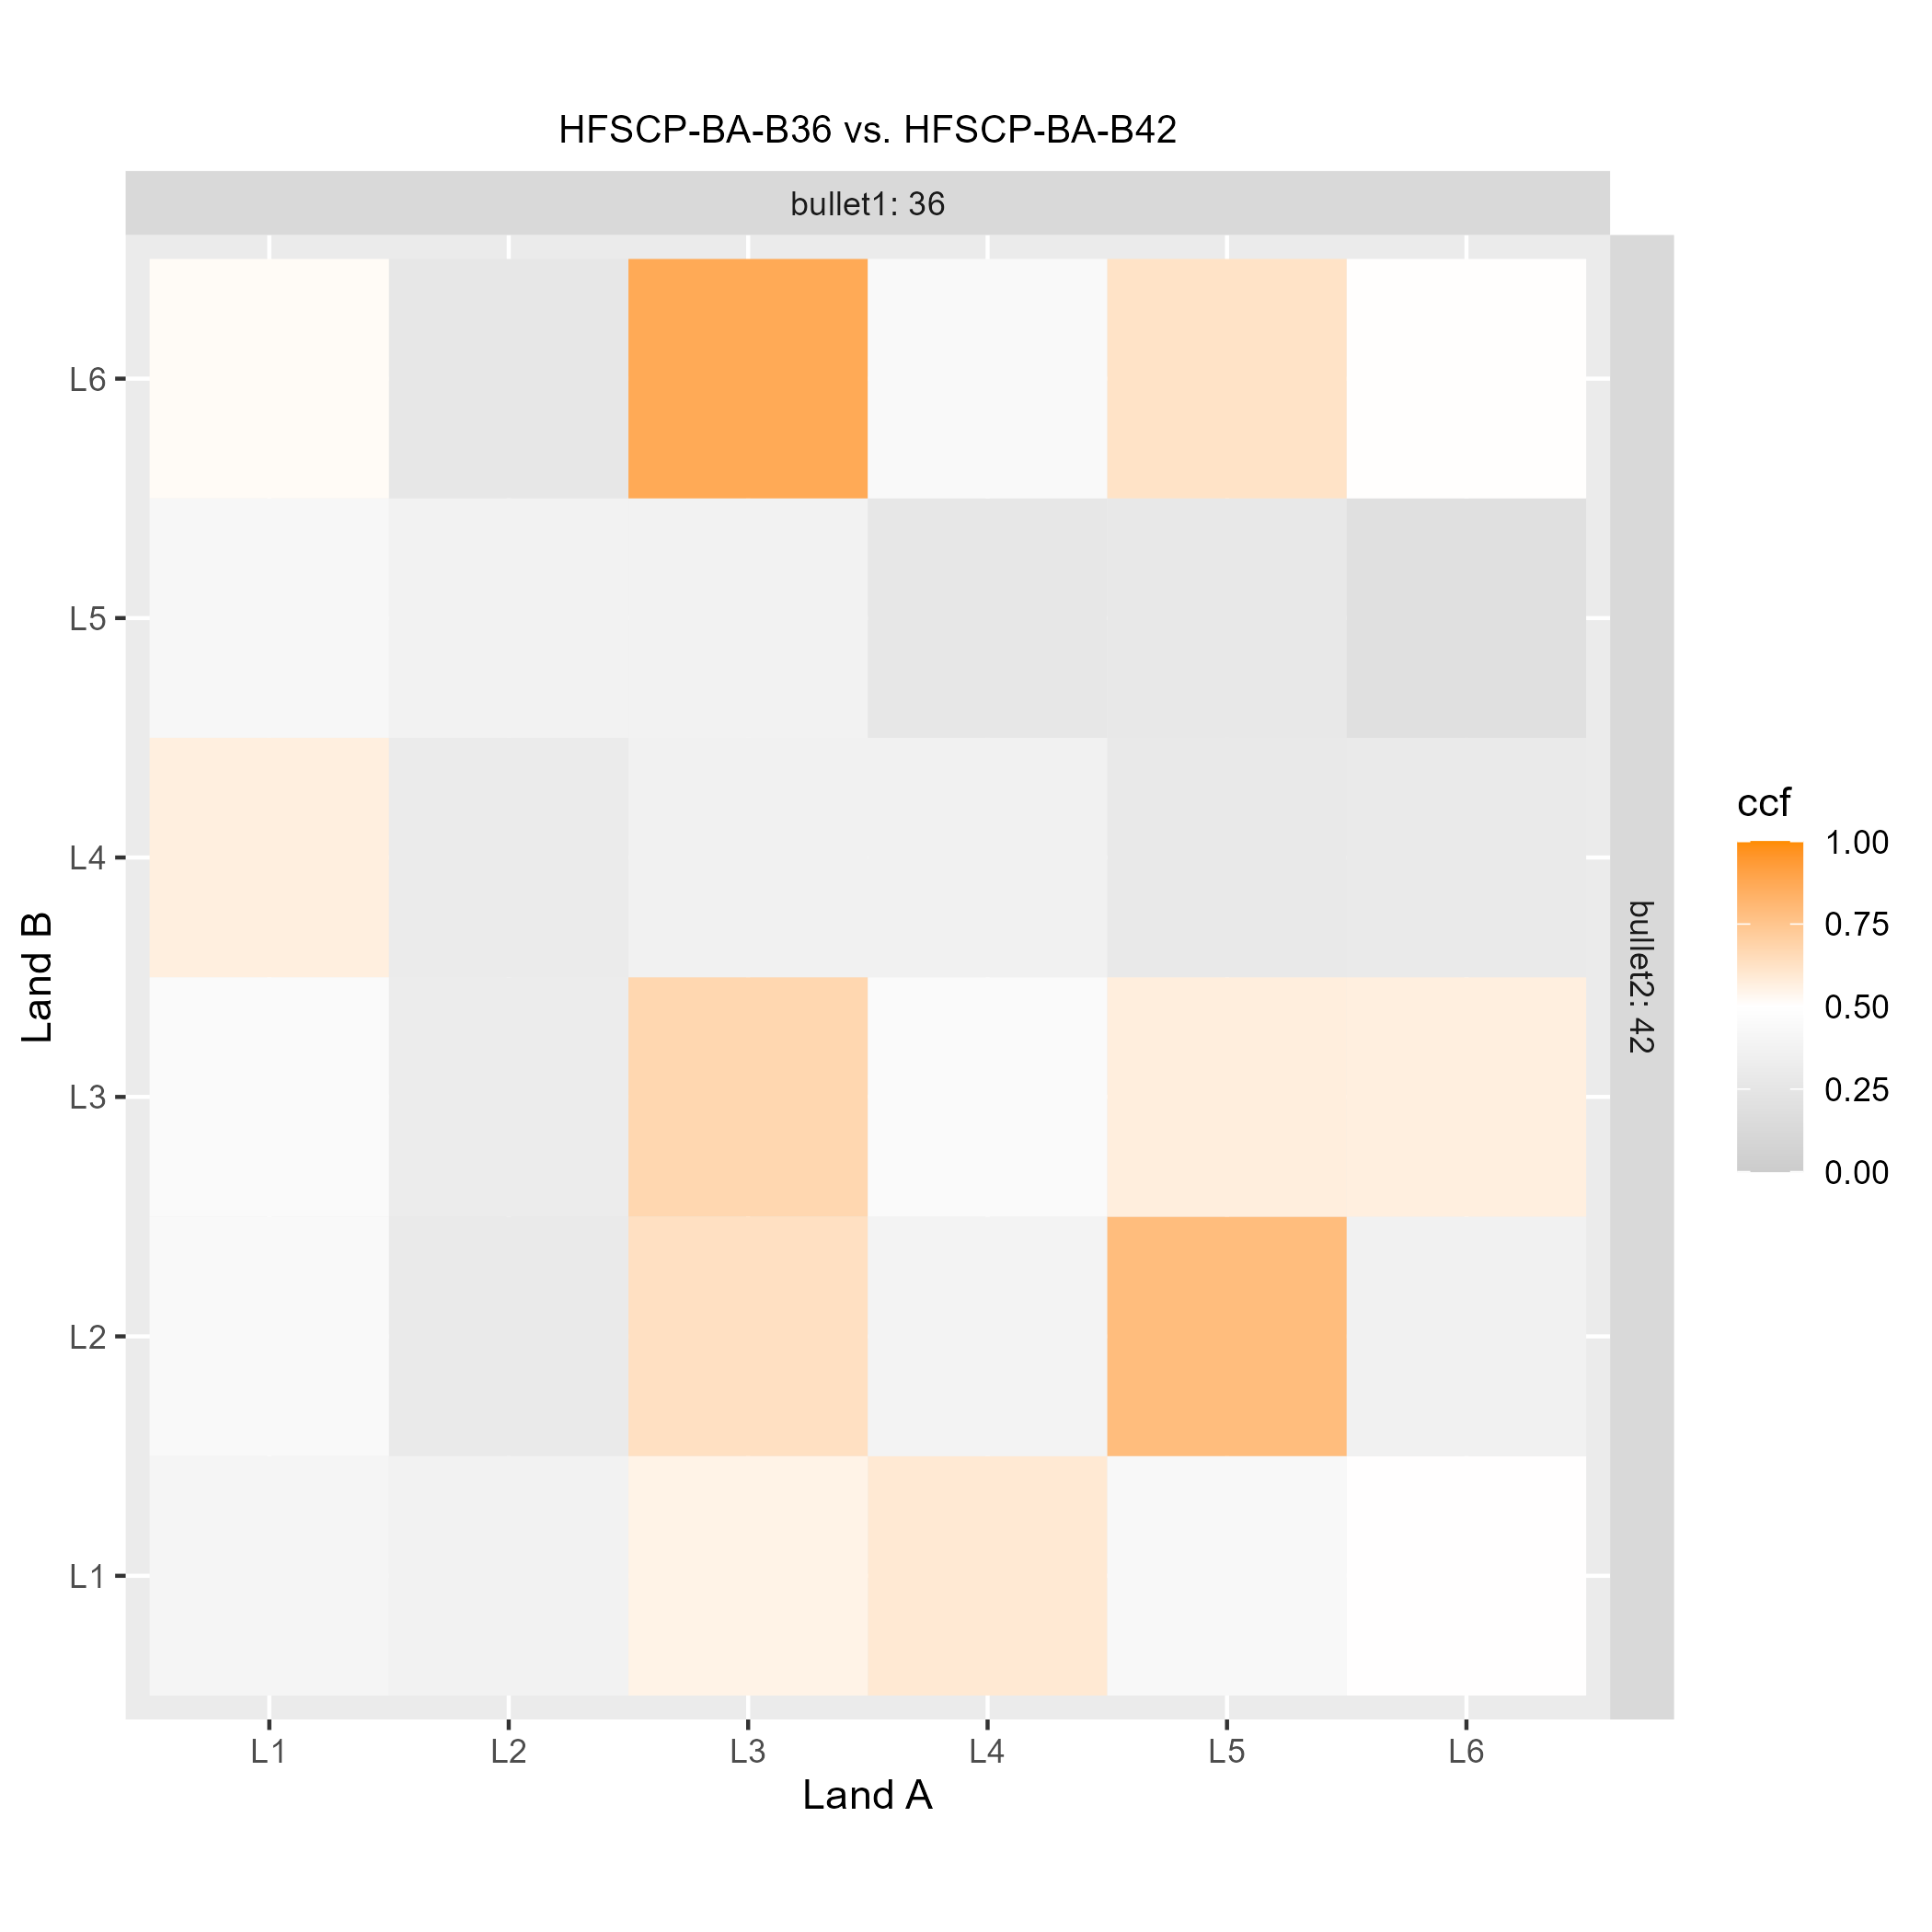 HFSCP-BA-B36 vs. HFSCP-BA-B42
bullet1: 36
L6
L5
L4
L3
L2
L1
Land B
bullet2: 42
L1 L2 L3 L4 L5 L6
Land A
ccf
1.00
0.75
0.50
0.25
0.00